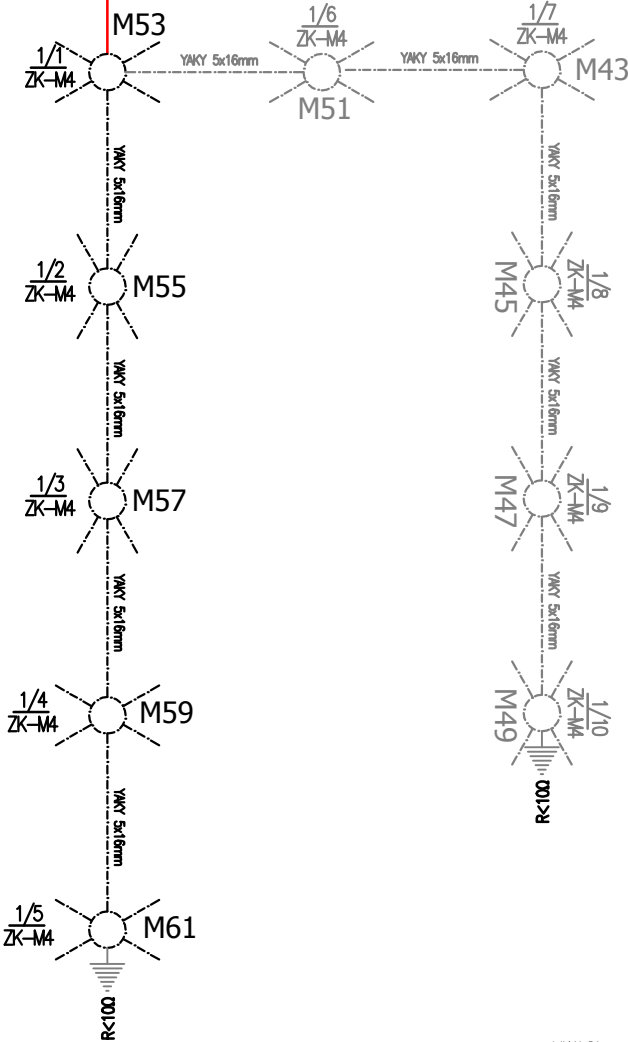 M53
1/1
ZK-M4
YAKY 5x16mm
1/6
ZK-M4
M51
YAKY 5x16mm
1/7
ZK-M4
M43
YAKY 5x16mm
YAKY 5x16mm
1/2
ZK-M4
M55
M45
1/8
ZK-M4
YAKY 5x16mm
YAKY 5x16mm
1/3
ZK-M4
M57
M47
1/9
ZK-M4
YAKY 5x16mm
YAKY 5x16mm
1/4
ZK-M4
M59
M49
1/10
ZK-M4
R<10Ω
YAKY 5x16mm
1/5
ZK-M4
M61
R<10Ω